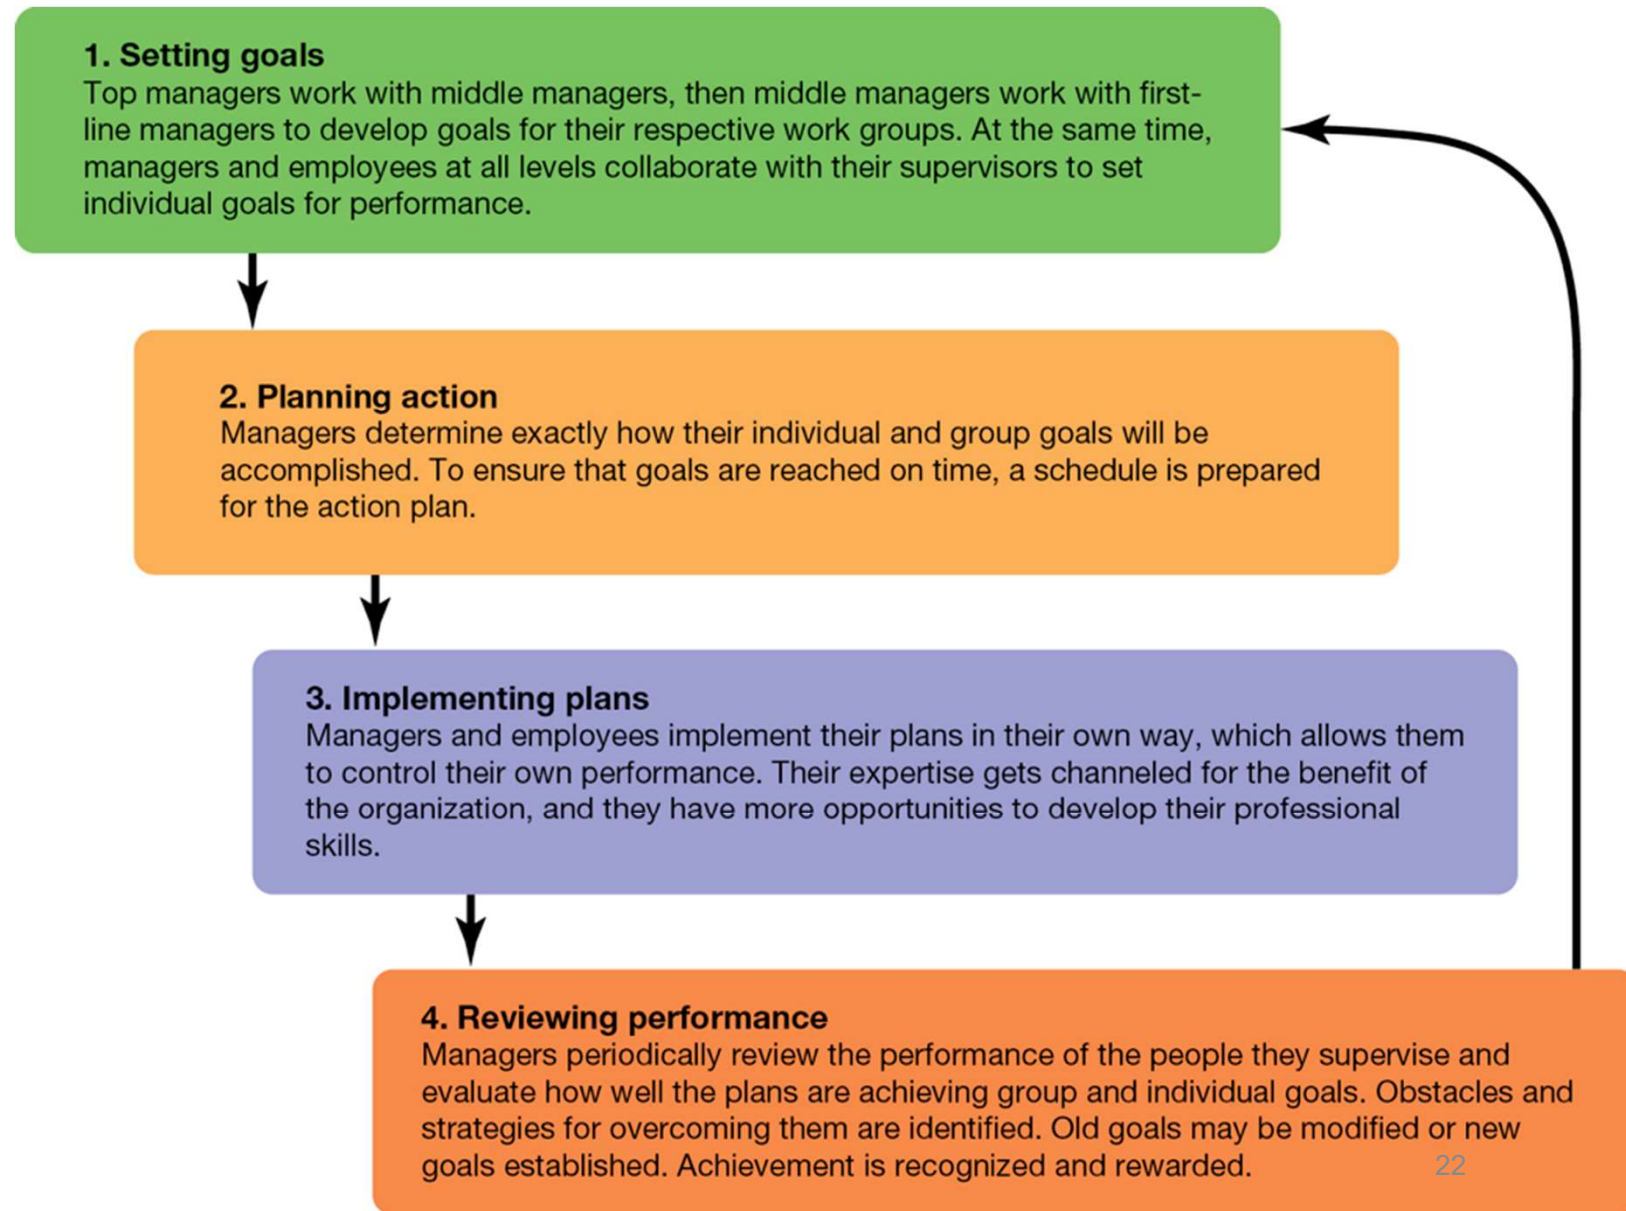 1. Setting goals
Top managers work with middle managers, then middle managers work with first-
line managers to develop goals for their respective work groups. At the same time,
managers and employees at all levels collaborate with their supervisors to set
individual goals for performance.
2. Planning action
Managers determine exactly how their individual and group goals will be
accomplished. To ensure that goals are reached on time, a schedule is prepared
for the action plan.
3. Implementing plans
Managers and employees implement their plans in their own way, which allows them
to control their own performance. Their expertise gets channeled for the benefit of
the organization, and they have more opportunities to develop their professional
skills.
4. Reviewing performance
Managers periodically review the performance of the people they supervise and
evaluate how well the plans are achieving group and individual goals. Obstacles and
strategies for overcoming them are identified. Old goals may be modified or new
goals established. Achievement is recognized and rewarded.
22